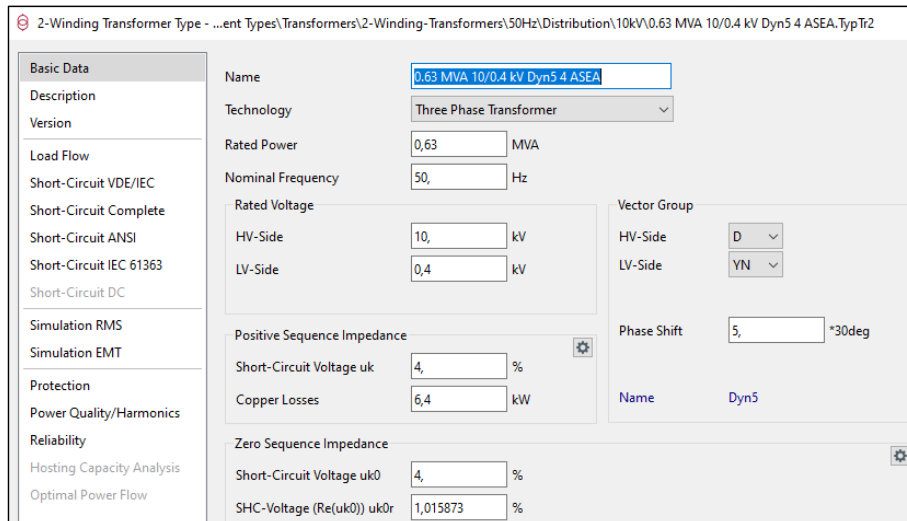 2-Winding Transformer Type - ...ent Types\Transformers\2-Winding-Transformers\50Hz\Distribution\10kV\0.63 MVA 10/0.4 kV Dyn5 4 ASEA.TypTr2
Basic Data
Description
Version
Load Flow
Short-Circuit VDE/IEC
Short-Circuit Complete
Short-Circuit ANSI
Short-Circuit IEC 61363
Short-Circuit DC
Simulation RMS
Simulation EMT
Protection
Power Quality/Harmonics
Reliability
Hosting Capacity Analysis
Optimal Power Flow
Name 0.63 MVA 10/0.4 kV Dyn5 4 ASEA
Technology Three Phase Transformer
Rated Power 0,63 MVA
Nominal Frequency 50, Hz
Rated Voltage
HV-Side 10, kV
LV-Side 0,4 kV
Vector Group
HV-Side D
LV-Side YN
Phase Shift 5, *30deg
Name Dyn5
Positive Sequence Impedance
Short-Circuit Voltage uk 4, %
Copper Losses 6,4 kW
Zero Sequence Impedance
Short-Circuit Voltage uk0 4, %
SHC-Voltage (Re(uk0)) uk0r 1,015873 %